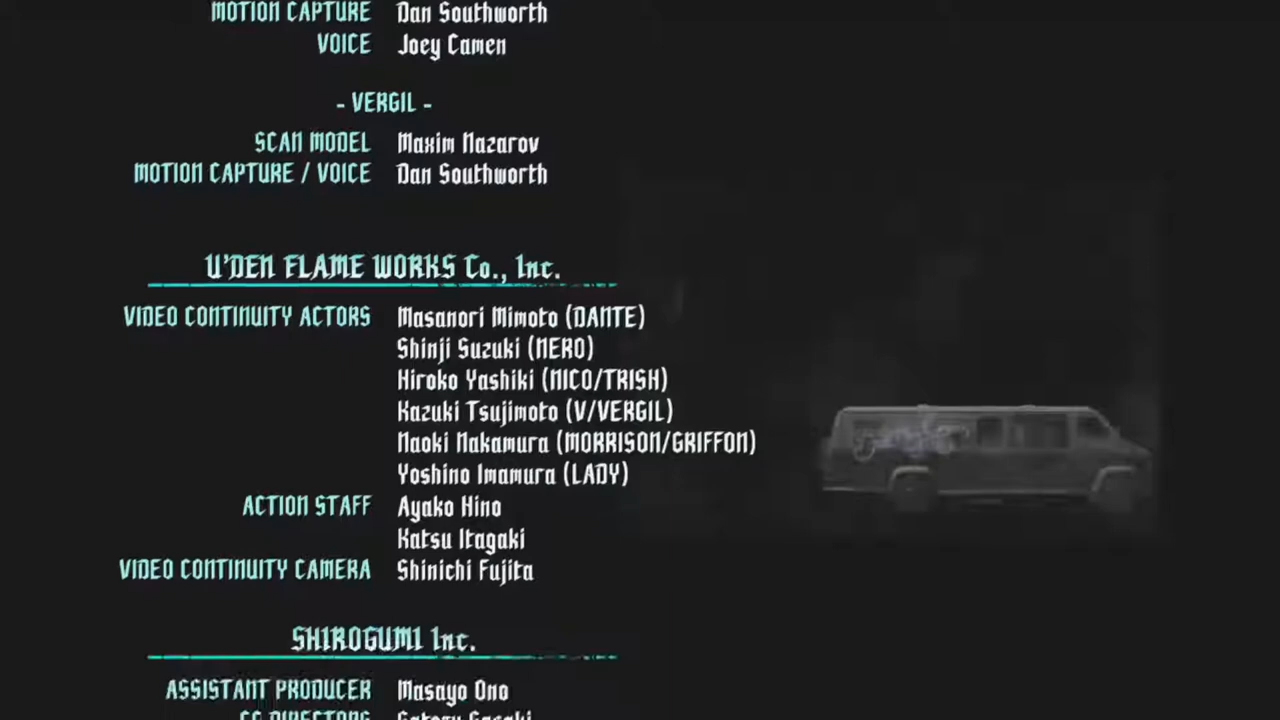 MOTION CAPTURE Dan Southworth
VOICE Joey Camen
- VERGIL -
SCAN MODEL Maxim Nazarov
MOTION CAPTURE / VOICE Dan Southworth
U'DEN FLAME WORKS Co., Inc.
VIDEO CONTINUITY ACTORS Masanori Mimoto (DANTE)
Shinji Suzuki (NERO)
Hiroko Yashiki (NICO/TRISH)
Kazuki Tsujimoto (V/VERGIL)
Naoki Nakamura (MORRISON/GRIFFON)
Yoshino Imamura (LADY)
ACTION STAFF Ayako Hino
Katsu Itagaki
VIDEO CONTINUITY CAMERA Shinichi Fujita
SHIROGUMI Inc.
ASSISTANT PRODUCER Masayo Ono